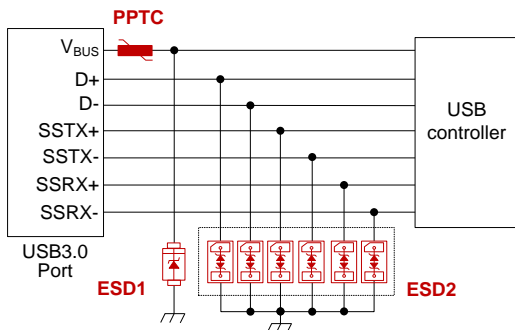 PPTC
VBUS
D+
D-
SSTX+
SSTX-
SSRX+
SSRX-
USB
controller
USB3.0
Port
ESD1
ESD2